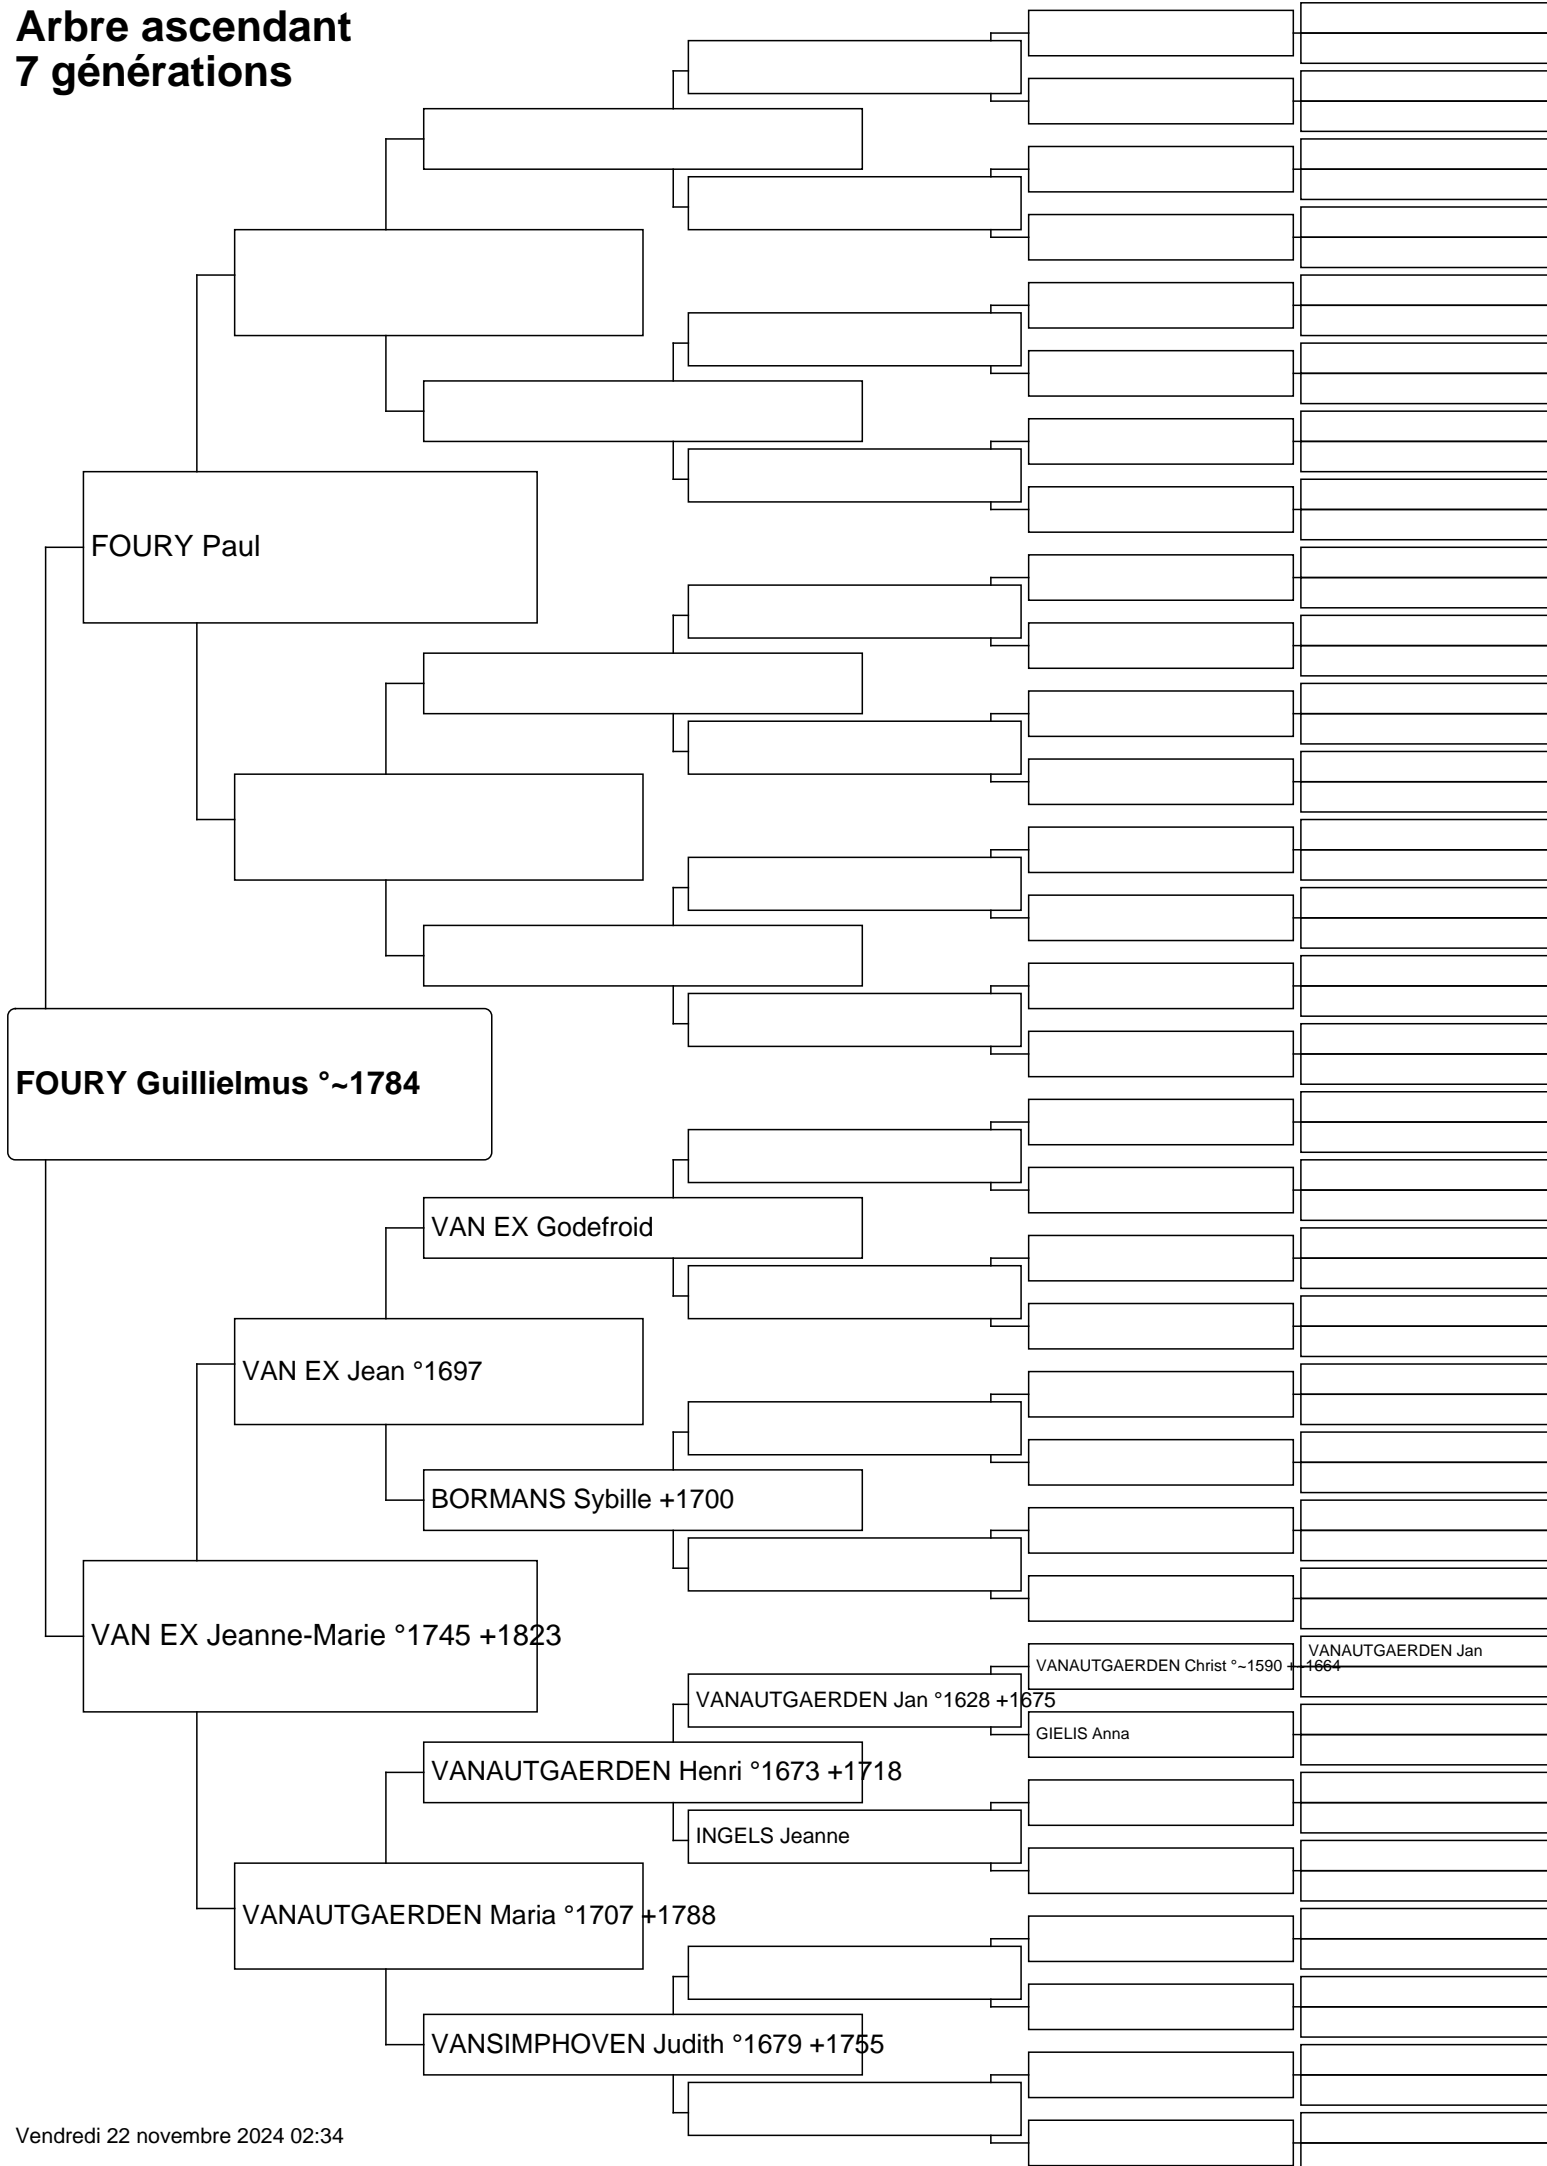 Arbre ascendant
7 générations
FOURY Paul
FOURY Guillielmus °~1784
VAN EX Godefroid
VAN EX Jean °1697
BORMANS Sybille +1700
VAN EX Jeanne-Marie °1745 +1823
VANAUTGAERDEN Jan
VANAUTGAERDEN Christ °~1590 +~1664
VANAUTGAERDEN Jan °1628 +1675
GIELIS Anna
VANAUTGAERDEN Henri °1673 +1718
INGELS Jeanne
VANAUTGAERDEN Maria °1707 +1788
VANSIMPHOVEN Judith °1679 +1755
Vendredi 22 novembre 2024 02:34